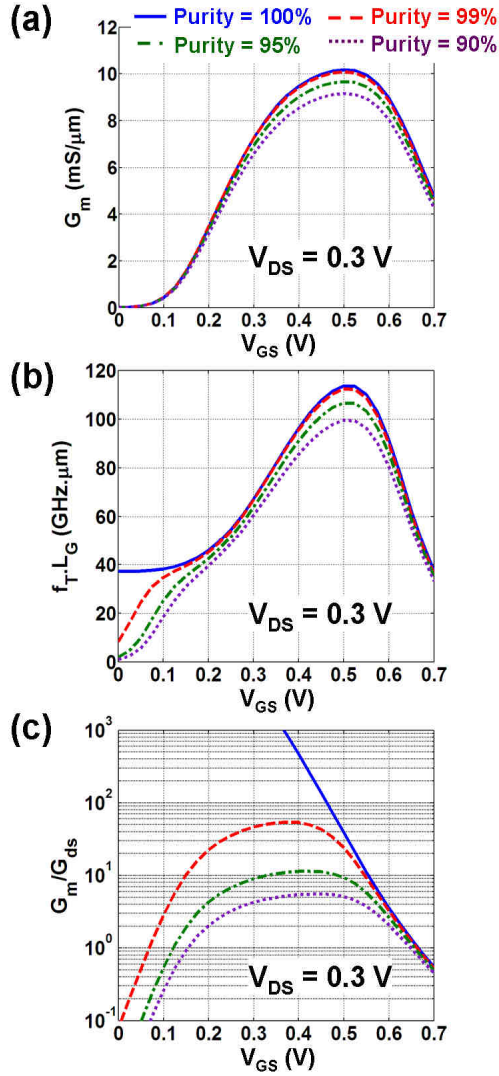 (a)
Purity = 100%
Purity = 99%
Purity = 95%
Purity = 90%
12
10
8
6
4
2
0
Gm (mS/μm)
VDS = 0.3 V
0 0.1 0.2 0.3 0.4 0.5 0.6 0.7
VGS (V)
(b)
120
100
80
60
40
20
0
fT.LG (GHz.μm)
VDS = 0.3 V
0 0.1 0.2 0.3 0.4 0.5 0.6 0.7
VGS (V)
(c)
10^3
10^2
10^1
10^0
10^-1
Gm/Gds
VDS = 0.3 V
0 0.1 0.2 0.3 0.4 0.5 0.6 0.7
VGS (V)